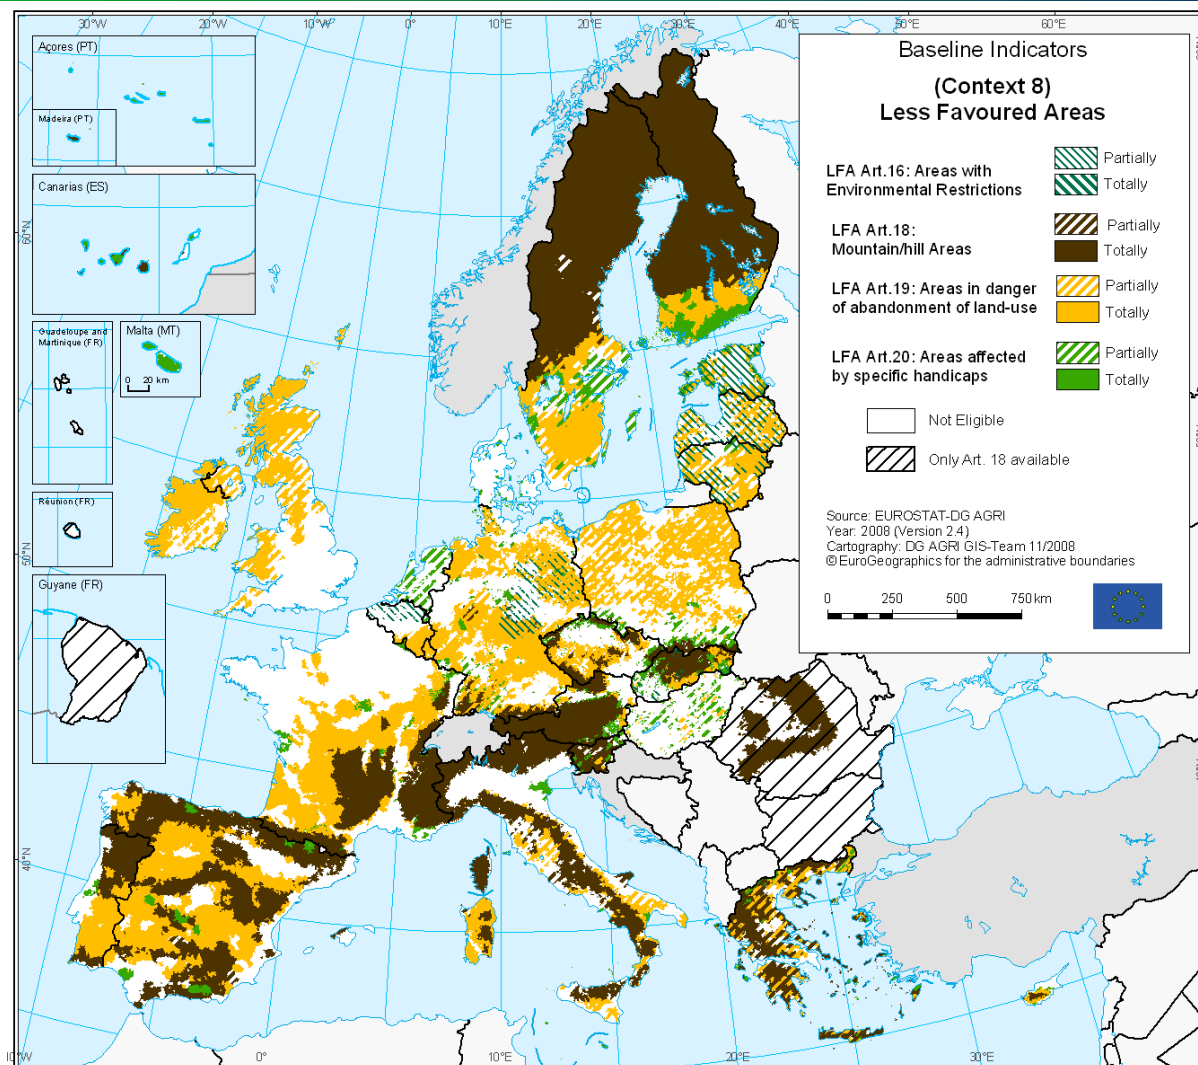 30°W 20°W 10°W 0° 10°E 20°E 30°E 40°E 50°E 60°E
Açores (PT)
Madeira (PT)
Canarias (ES)
Guadeloupe and
Martinique (FR)
Malta (MT)
0 20 km
Réunion (FR)
Guyane (FR)
60°N
50°N
40°N
Baseline Indicators
(Context 8)
Less Favoured Areas
LFA Art.16: Areas with
Environmental Restrictions
Partially
Totally
LFA Art.18:
Mountain/hill Areas
Partially
Totally
LFA Art.19: Areas in danger
of abandonment of land-use
Partially
Totally
LFA Art.20: Areas affected
by specific handicaps
Partially
Totally
Not Eligible
Only Art. 18 available
Source: EUROSTAT-DG AGRI
Year: 2008 (Version 2.4)
Cartography: DG AGRI GIS-Team 11/2008
© EuroGeographics for the administrative boundaries
0 250 500 750 km
10°W 0° 10°E 20°E 30°E